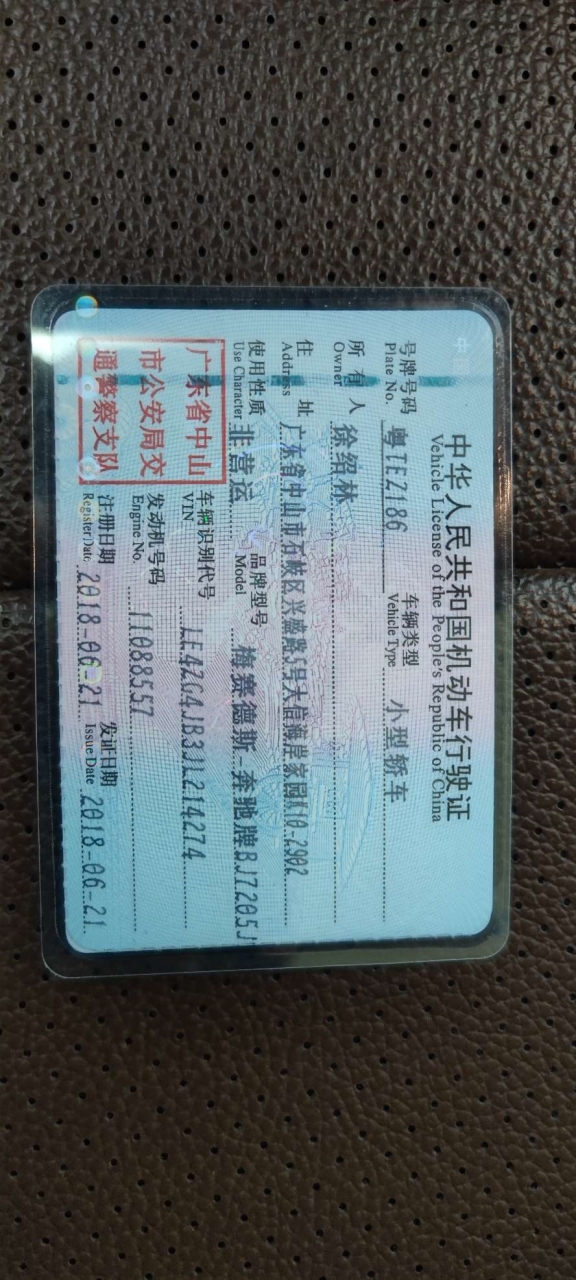 中华人民共和国机动车行驶证
Vehicle License of the People's Republic of China
号牌号码 粤TE2186 车辆类型 小型轿车
Plate No. Vehicle Type
所有人 徐绍林
Owner
住址 广东省中山市石岐区兴盛路5号大信海岸家园K10-2902
Address
使用性质 非营运 品牌型号 梅赛德斯-奔驰牌BJ7205J
Use Character Model
广东省中山
市公安局交
通警察支队
车辆识别代号 LE4ZG4JB3JL214274
VIN
发动机号码 11088557
Engine No.
注册日期 2018-06-21 发证日期 2018-06-21
Register Date Issue Date